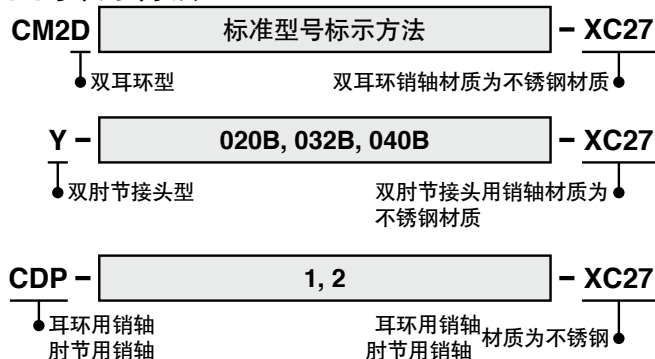 CM2D 标准型号标示方法 – XC27
双耳环型 双耳环销轴材质为不锈钢材质
Y – 020B, 032B, 040B – XC27
双肘节接头型 双肘节接头用销轴材质为
不锈钢材质
CDP – 1, 2 – XC27
耳环用销轴 耳环用销轴 材质为不锈钢
肘节用销轴 肘节用销轴